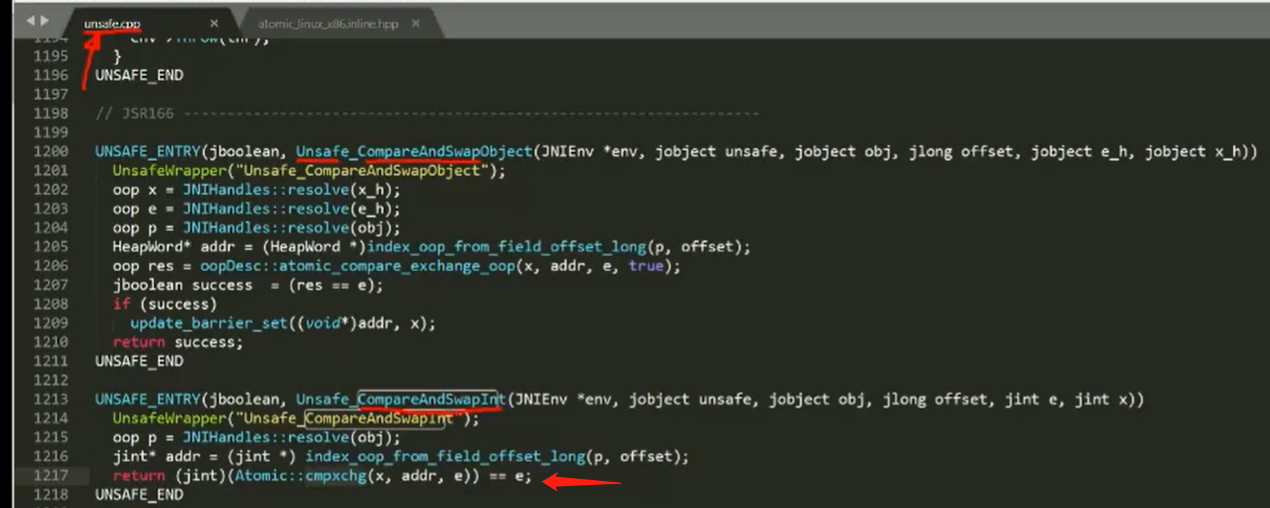 unsafe.cpp × atomic_linux_x86.inline.hpp ×
1194 env->Throw(thr);
1195 }
1196 UNSAFE_END
1197
1198 // JSR166 ------------------------------------------------------------------
1199
1200 UNSAFE_ENTRY(jboolean, Unsafe_CompareAndSwapObject(JNIEnv *env, jobject unsafe, jobject obj, jlong offset, jobject e_h, jobject x_h))
1201 UnsafeWrapper("Unsafe_CompareAndSwapObject");
1202 oop x = JNIHandles::resolve(x_h);
1203 oop e = JNIHandles::resolve(e_h);
1204 oop p = JNIHandles::resolve(obj);
1205 HeapWord* addr = (HeapWord *)index_oop_from_field_offset_long(p, offset);
1206 oop res = oopDesc::atomic_compare_exchange_oop(x, addr, e, true);
1207 jboolean success  = (res == e);
1208 if (success)
1209 update_barrier_set((void*)addr, x);
1210 return success;
1211 UNSAFE_END
1212
1213 UNSAFE_ENTRY(jboolean, Unsafe_CompareAndSwapInt(JNIEnv *env, jobject unsafe, jobject obj, jlong offset, jint e, jint x))
1214 UnsafeWrapper("Unsafe_CompareAndSwapInt");
1215 oop p = JNIHandles::resolve(obj);
1216 jint* addr = (jint *) index_oop_from_field_offset_long(p, offset);
1217 return (jint)(Atomic::cmpxchg(x, addr, e)) == e;
1218 UNSAFE_END